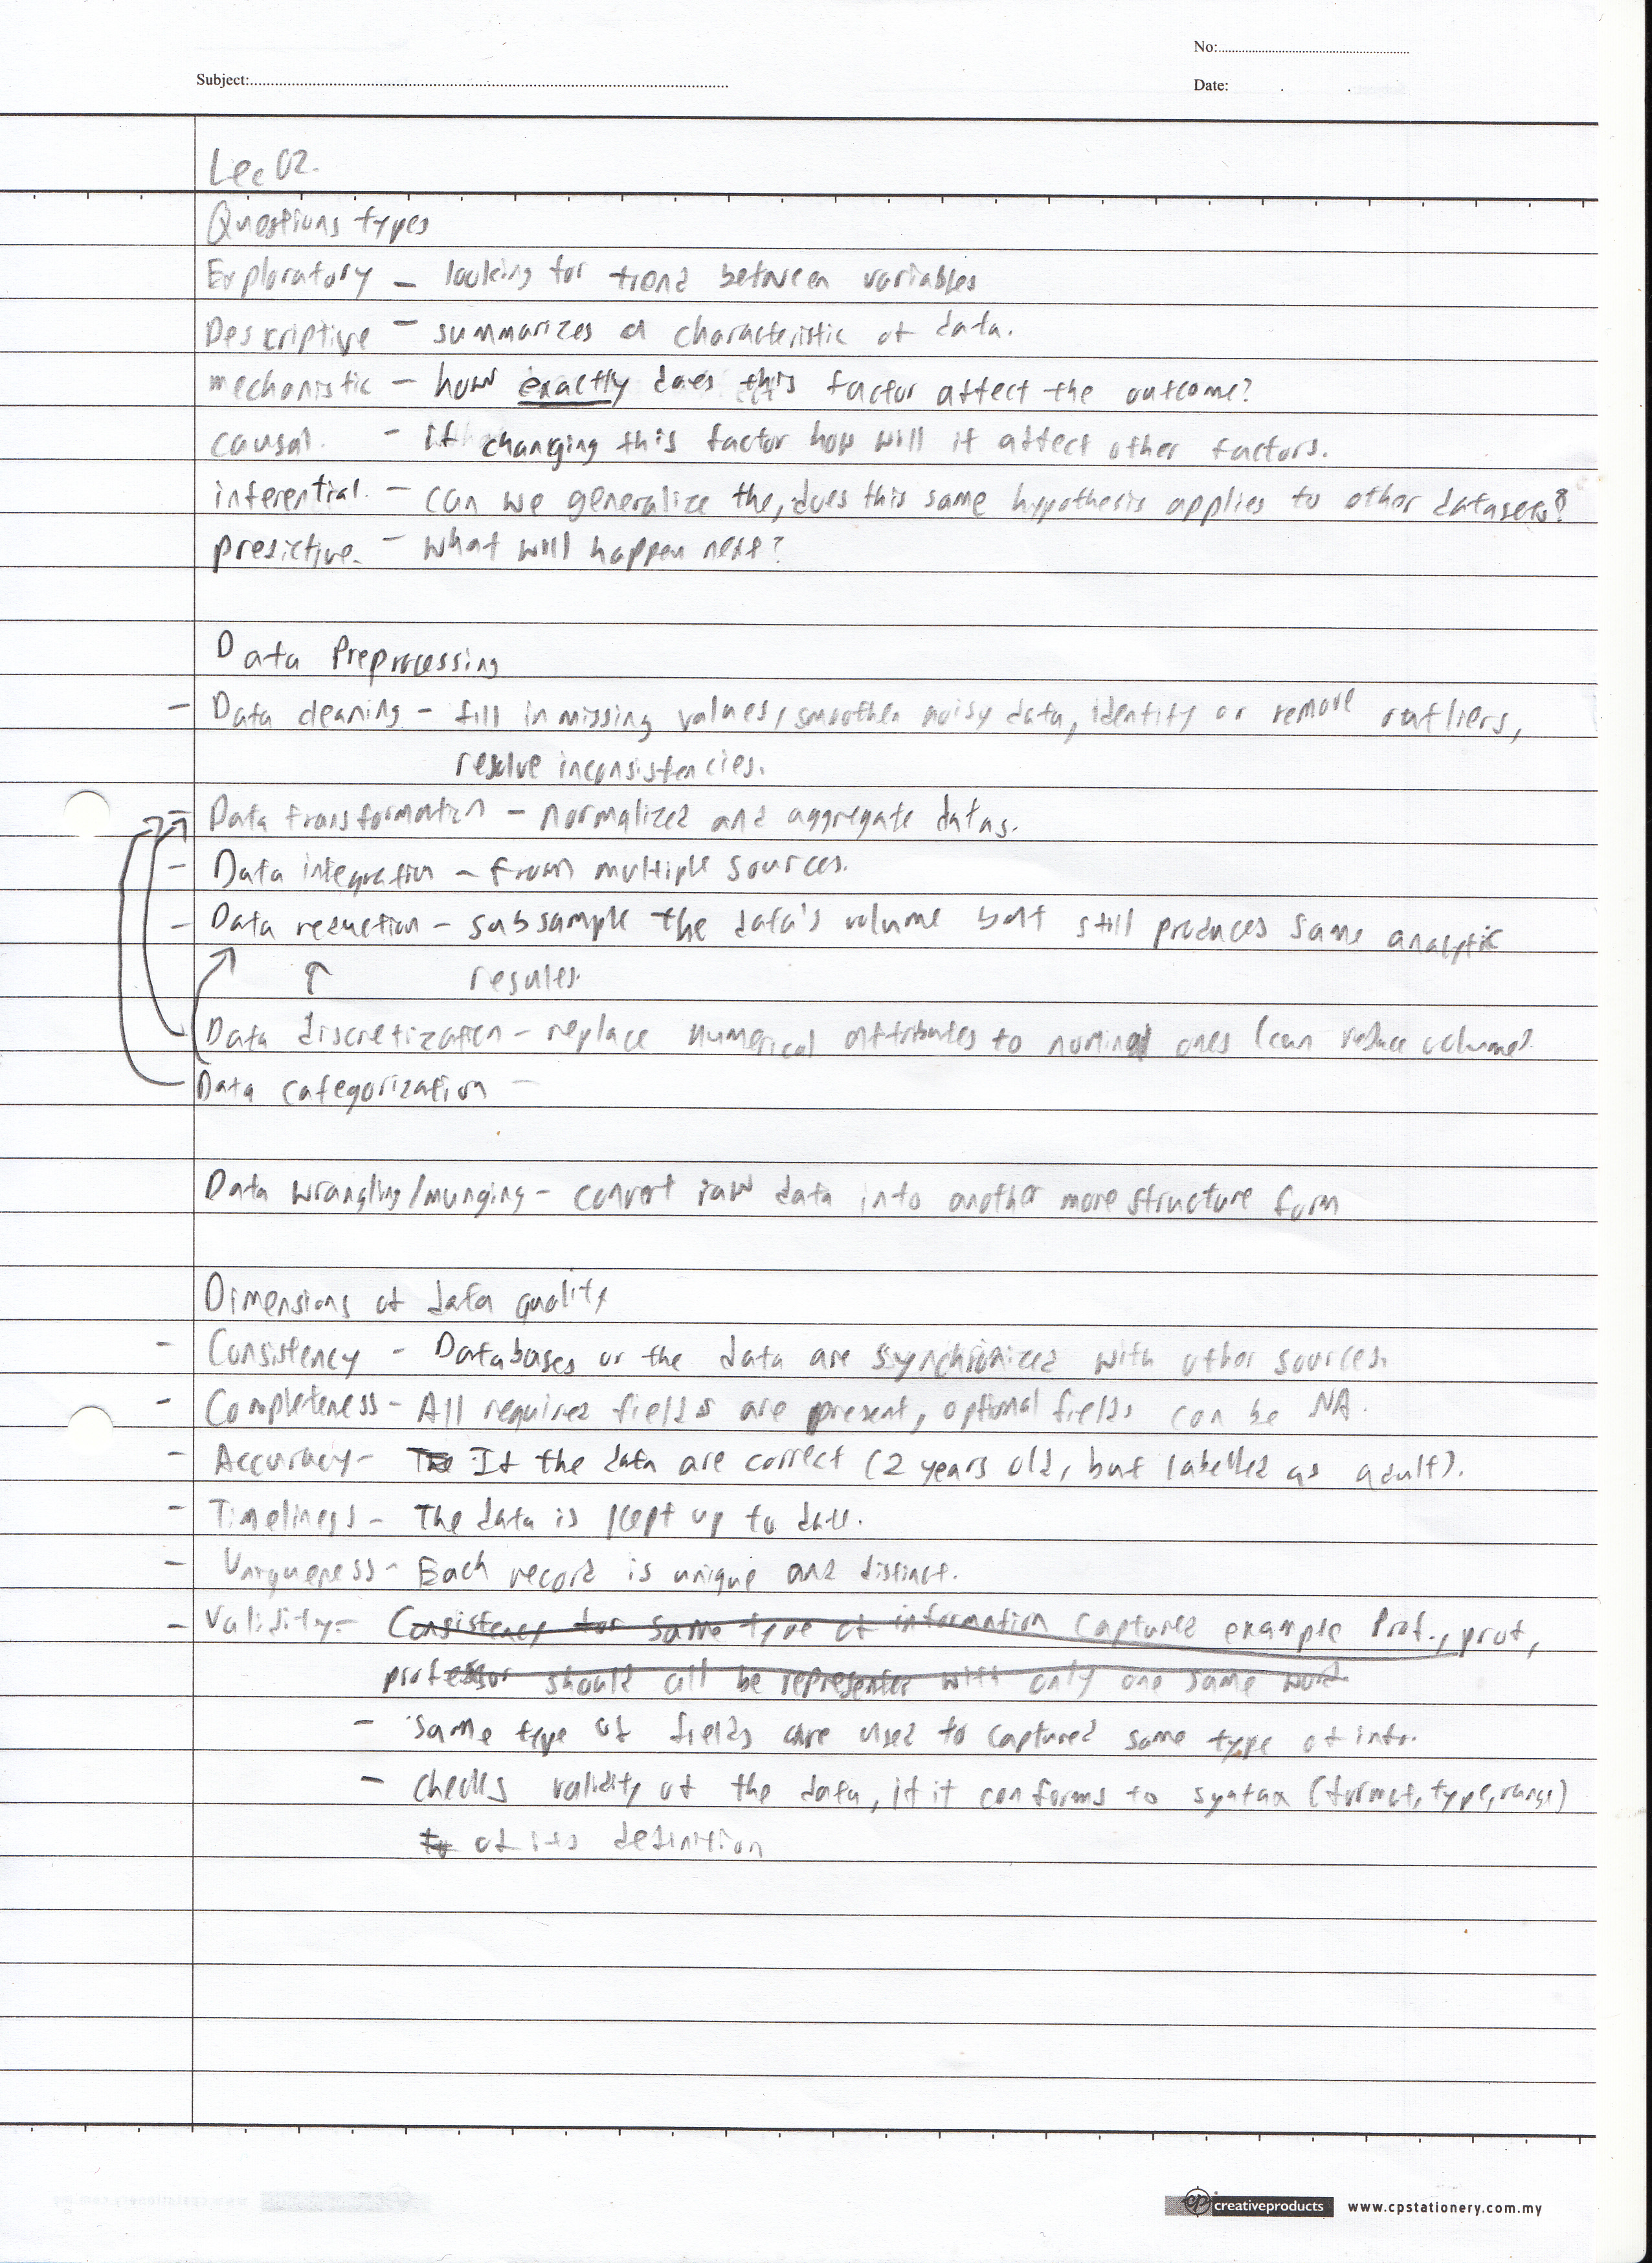 No:
Subject:
Date:
Lec 02.
Questions types
Exploratory - looking for trend between variables
Descriptive - summarizes a characteristic of data.
mechanistic - how exactly does this factor affect the outcome?
causal. - if changing this factor how will it affect other factors.
inferential. - can we generalize the, does this same hypothesis applies to other datasets?
predictive. - what will happen next?
Data Preprocessing
- Data cleaning - fill in missing values, smoothen noisy data, identify or remove outliers,
resolve inconsistencies.
- Data transformation - normalized and aggregate datas.
- Data integration - from multiple sources.
- Data reduction - subsample the data's volume but still produces same analytic
results.
Data discretization - replace numerical attributes to nominal ones (can reduce volume).
Data categorization -
Data wrangling/munging - convert raw data into another more structure form
Dimensions of data quality
- Consistency - Databases or the data are synchronized with other sources.
- Completeness - All required fields are present, optional fields can be NA.
- Accuracy - The If the data are correct (2 years old, but labelled as adult).
- Timeliness - The data is kept up to date.
- Uniqueness - Each record is unique and distinct.
- Validity - Consistency for same type of information captured example Prof., prof,
professor should all be represented with only one same word
- same type of fields are used to captured same type of info.
- checks validity of the data, if it conforms to syntax (format, type, range)
to of its definition
cp creativeproducts www.cpstationery.com.my